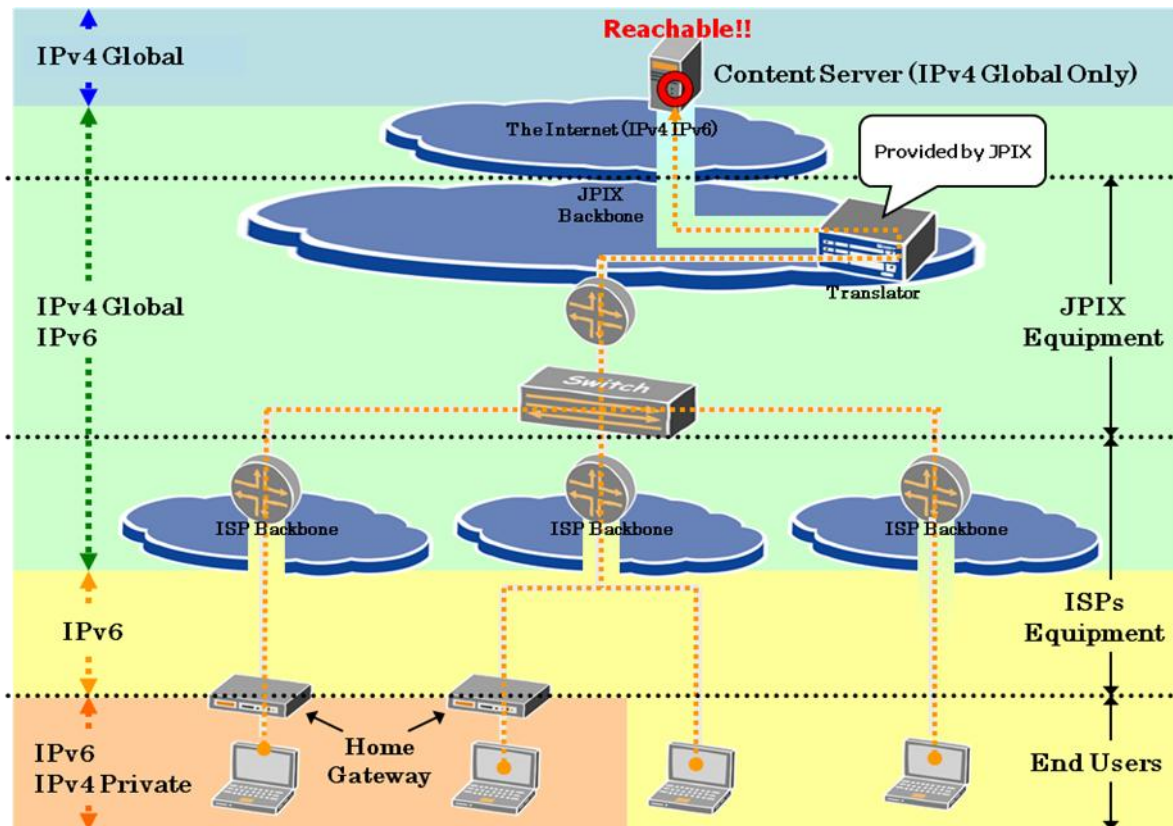 Reachable!!
IPv4 Global
Content Server (IPv4 Global Only)
The Internet (IPv4 IPv6)
Provided by JPIX
JPIX
Backbone
Translator
IPv4 Global
IPv6
JPIX
Equipment
Switch
ISP Backbone
ISP Backbone
ISP Backbone
IPv6
ISPs
Equipment
IPv6
IPv4 Private
Home
Gateway
End Users